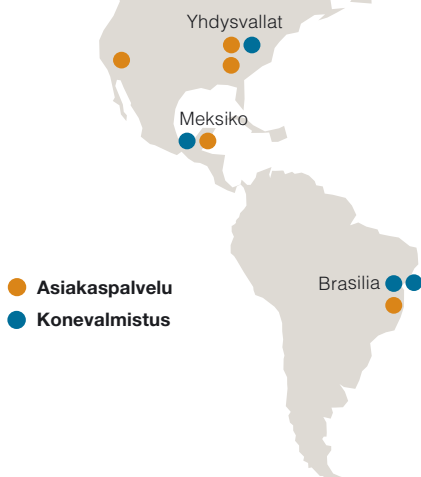 Yhdysvallat
Meksiko
Brasilia
Asiakaspalvelu
Konevalmistus